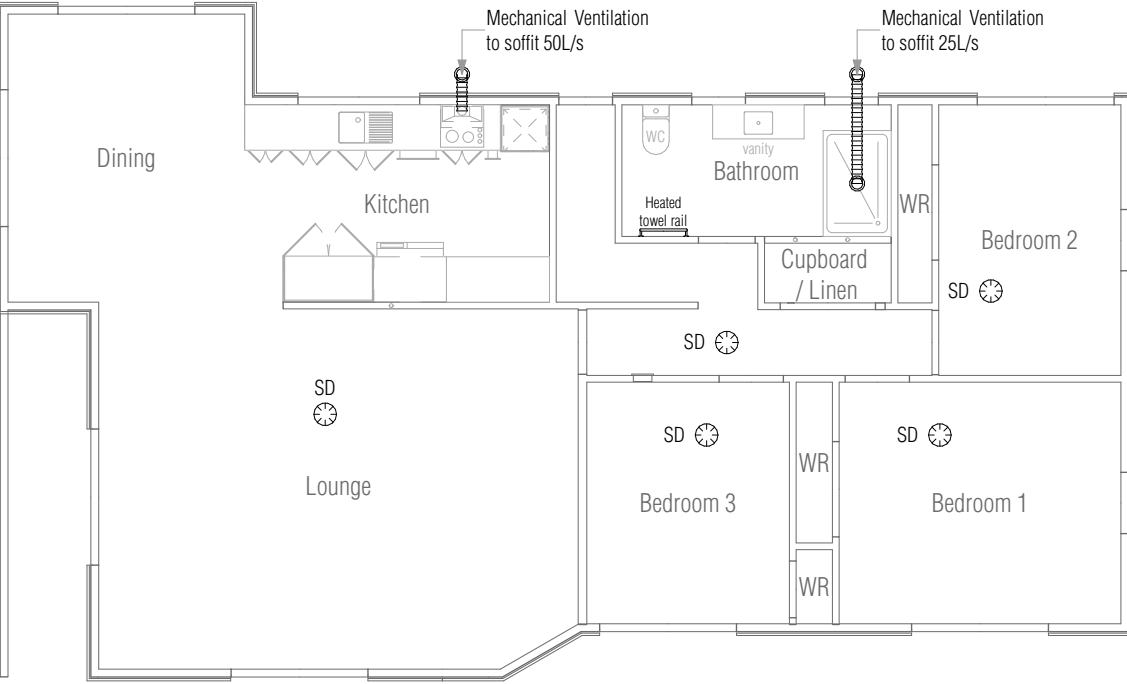 Mechanical Ventilation
to soffit 50L/s
Mechanical Ventilation
to soffit 25L/s
Dining
Kitchen
WC
vanity
Bathroom
Heated
towel rail
WR
Cupboard
/ Linen
Bedroom 2
SD
SD
SD
Lounge
SD
Bedroom 3
WR
WR
SD
Bedroom 1